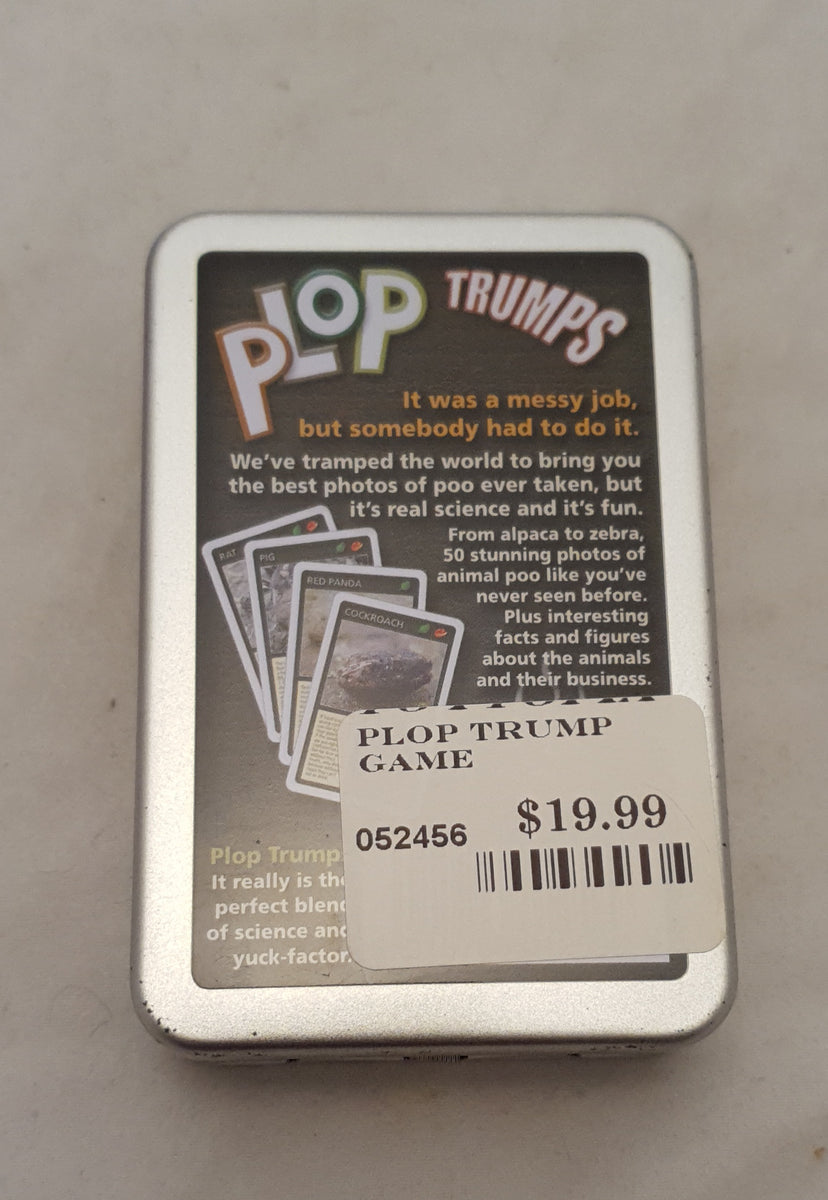 PLOP TRUMPS
It was a messy job,
but somebody had to do it.
We've tramped the world to bring you
the best photos of poo ever taken, but
it's real science and it's fun.
From alpaca to zebra,
50 stunning photos of
animal poo like you've
never seen before.
Plus interesting
facts and figures
about the animals
and their business.
RAT
PIG
RED PANDA
COCKROACH
PLOP TRUMP
GAME
$19.99
052456
Plop Trump
It really is the
perfect blend
of science and
yuck-factor.